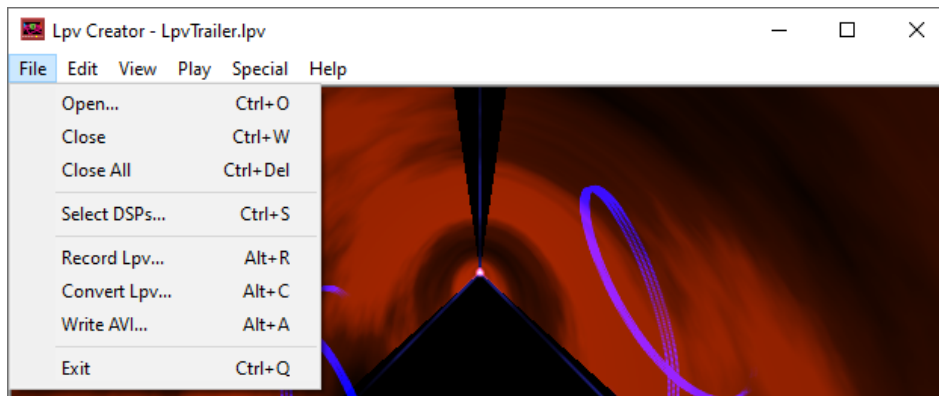 Lpv Creator - LpvTrailer.lpv
File Edit View Play Special Help
Open... Ctrl+O
Close Ctrl+W
Close All Ctrl+Del
Select DSPs... Ctrl+S
Record Lpv... Alt+R
Convert Lpv... Alt+C
Write AVI... Alt+A
Exit Ctrl+Q